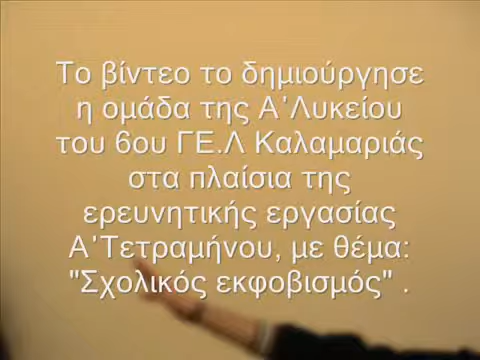 Το βίντεο το δημιούργησε
η ομάδα της Α΄Λυκείου
του 6ου ΓΕ.Λ Καλαμαριάς
στα πλαίσια της
ερευνητικής εργασίας
Α΄Τετραμήνου, με θέμα:
"Σχολικός εκφοβισμός" .